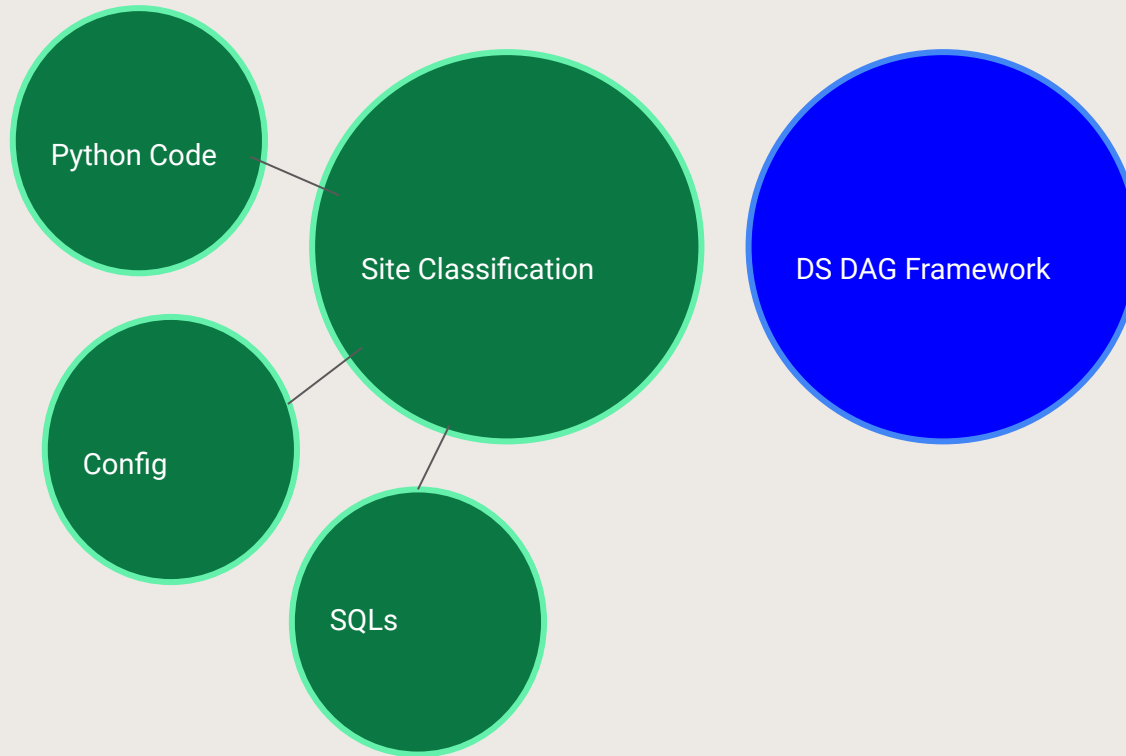 Python Code
Site Classification
DS DAG Framework
Config
SQLs